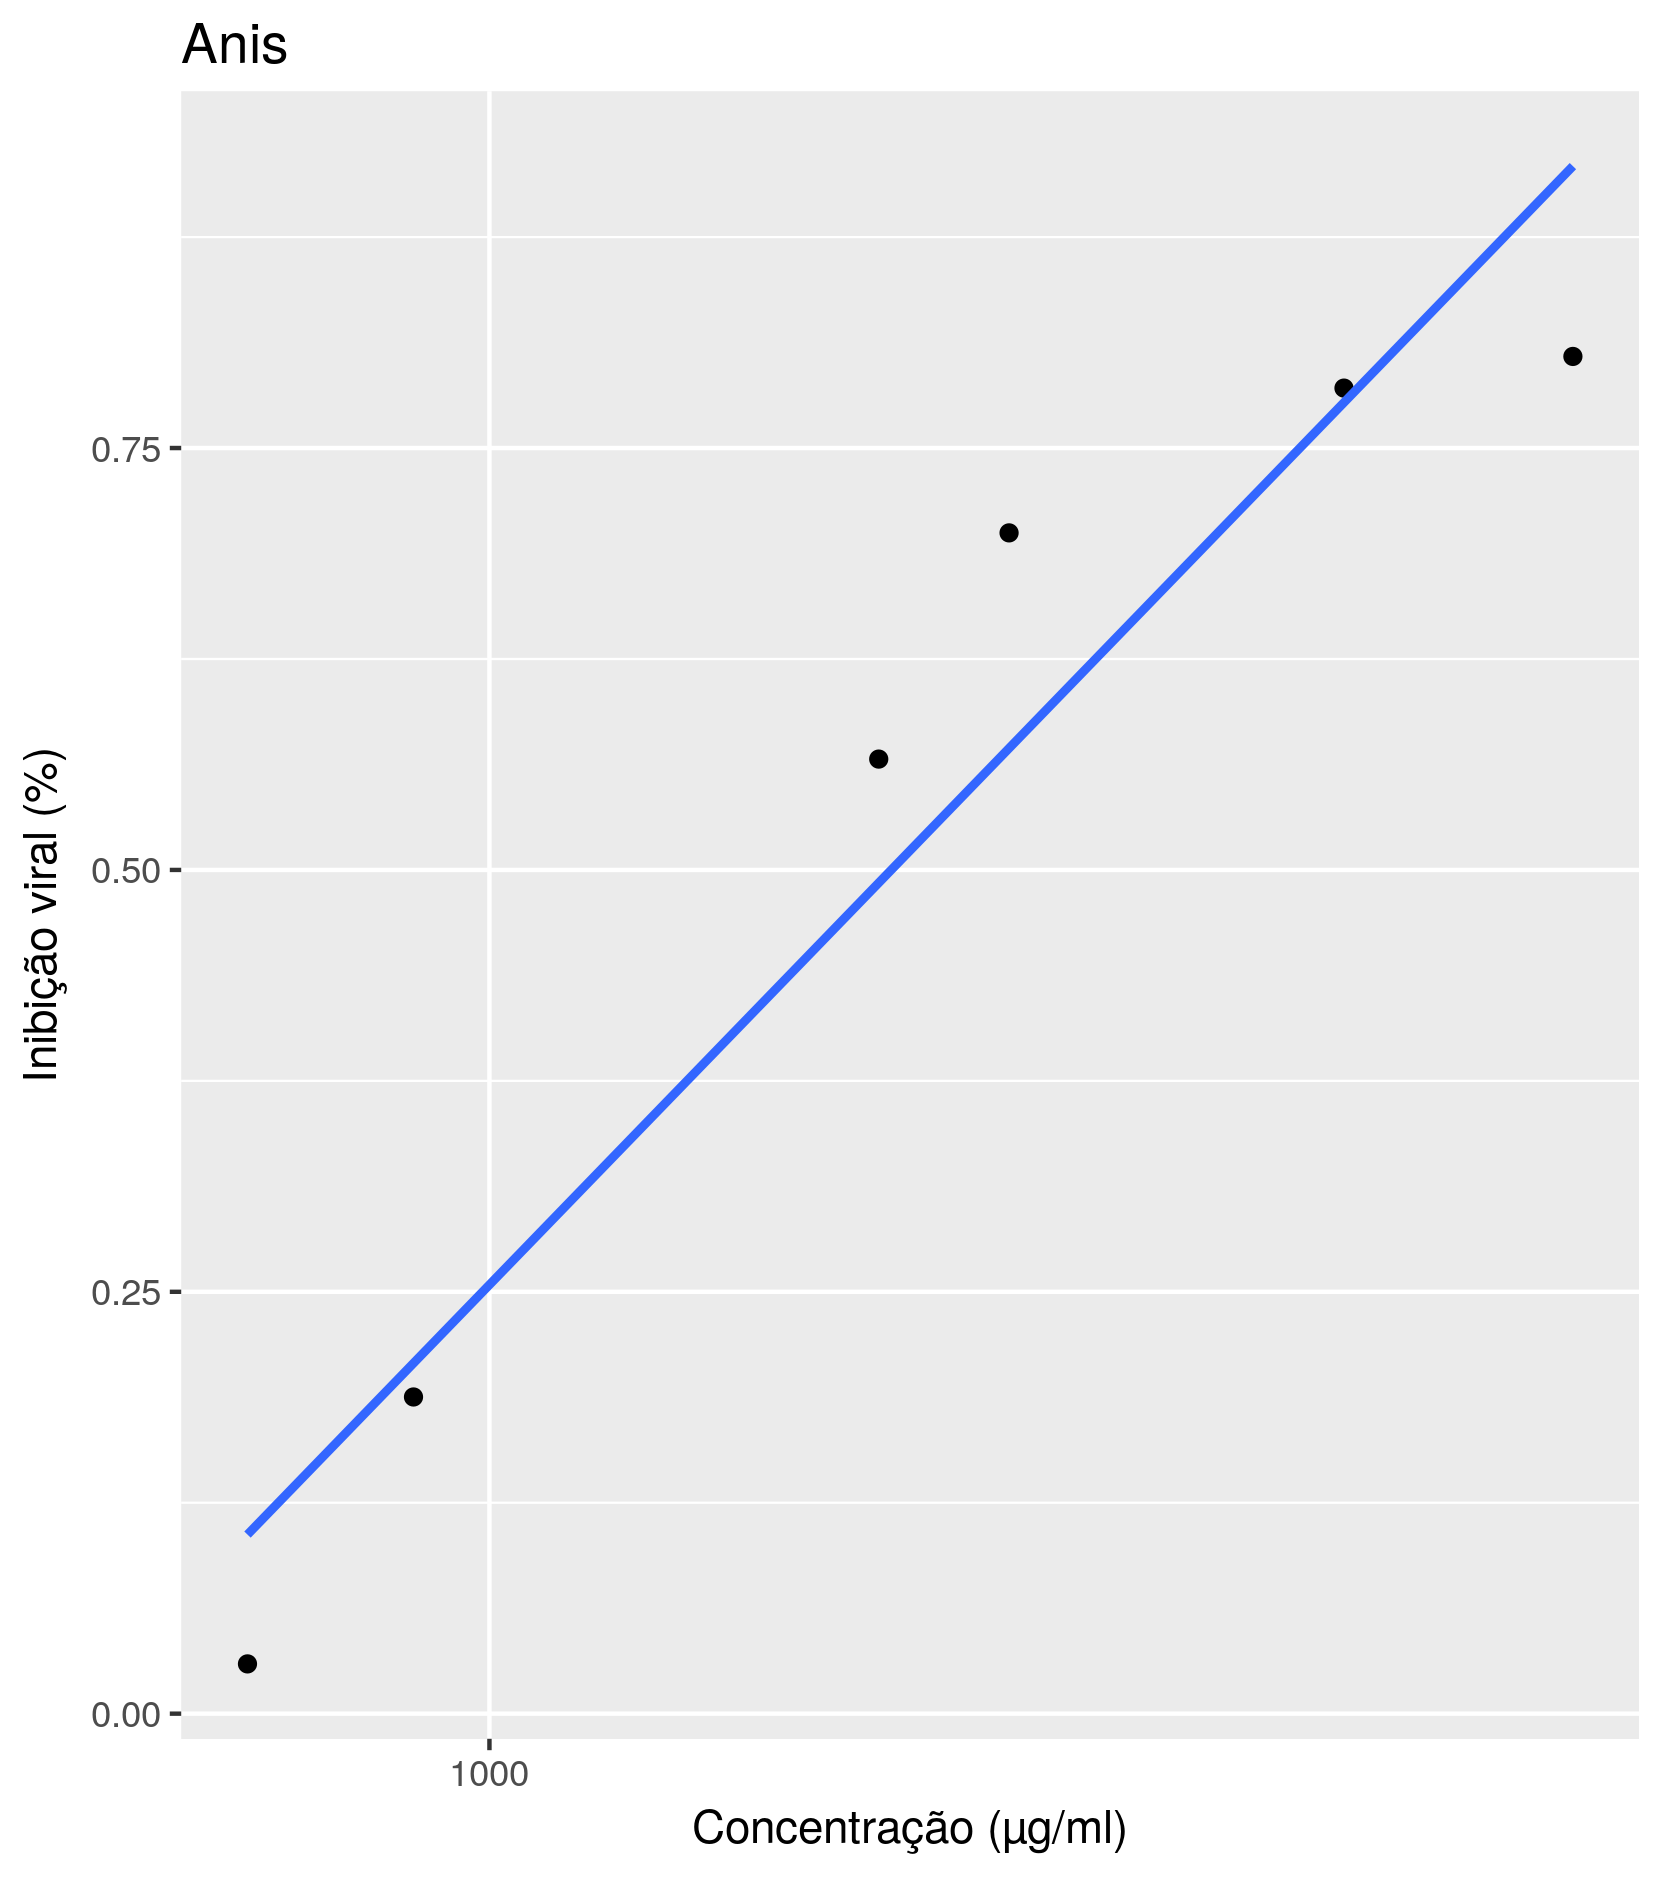 Anis
Inibição viral (%)
0.75
0.50
0.25
0.00
1000
Concentração (µg/ml)